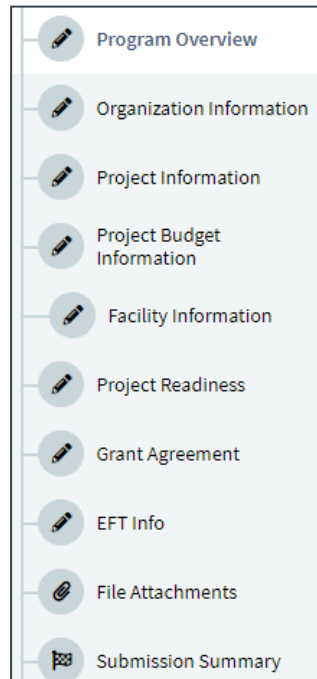 Program Overview
Organization Information
Project Information
Project Budget
Information
Facility Information
Project Readiness
Grant Agreement
EFT Info
File Attachments
Submission Summary